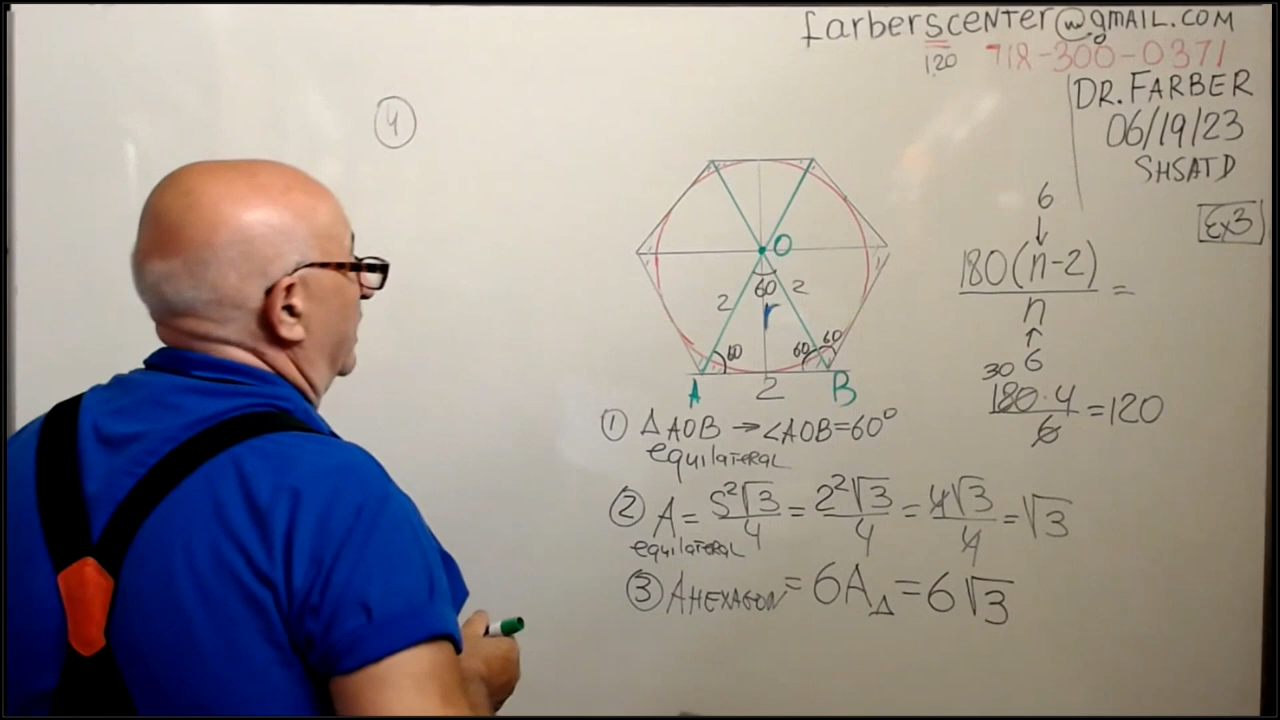 farberscenter@gmail.com
120 718-300-0371
DR. FARBER
06/19/23
SHSATD
Ex3
4
6
↓
180(n-2)
n
=
↑
6
30
180·4
6
=120
O
60
2
2
r
60
60
60
A
2
B
① △AOB → ∠AOB=60°
equilateral
② A = S²√3/4 = 2²√3/4 = 4√3/4 = √3
equilateral
③ AHEXAGON = 6A△ = 6√3